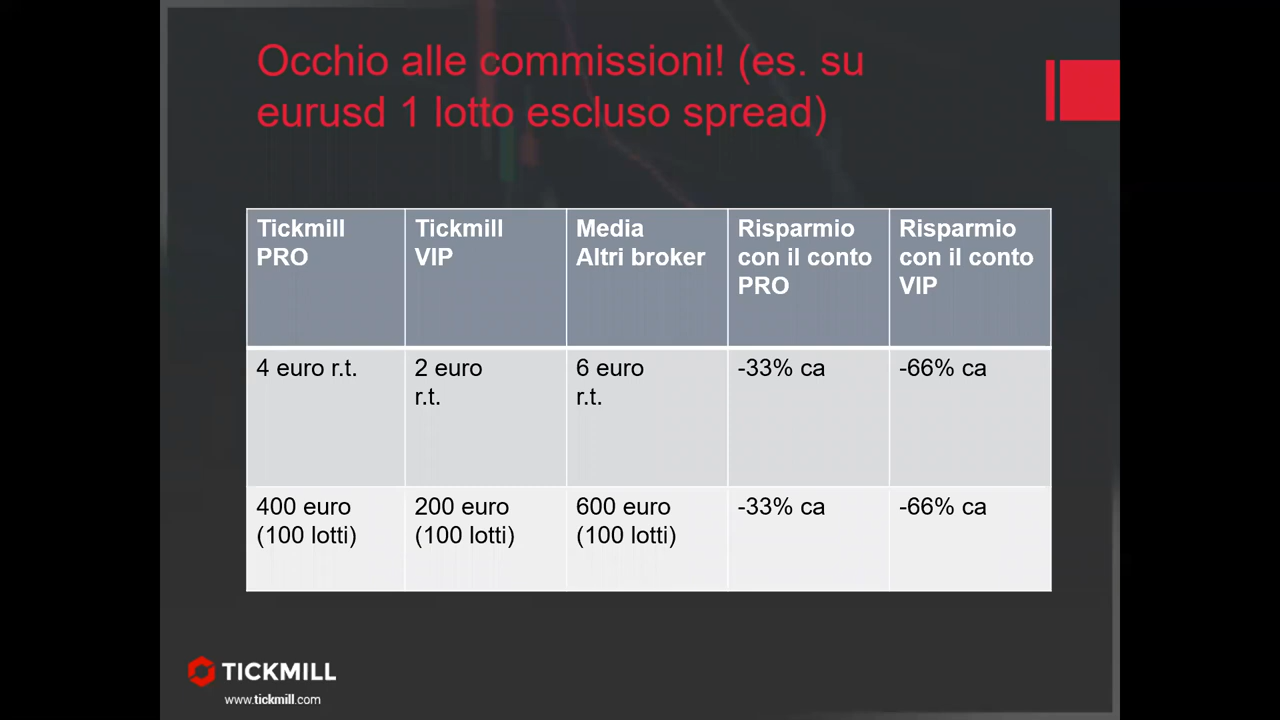 Occhio alle commissioni! (es. su
eurusd 1 lotto escluso spread)
Tickmill
PRO
Tickmill
VIP
Media
Altri broker
Risparmio
con il conto
PRO
Risparmio
con il conto
VIP
4 euro r.t.
2 euro
r.t.
6 euro
r.t.
-33% ca
-66% ca
400 euro
(100 lotti)
200 euro
(100 lotti)
600 euro
(100 lotti)
-33% ca
-66% ca
TICKMILL
www.tickmill.com